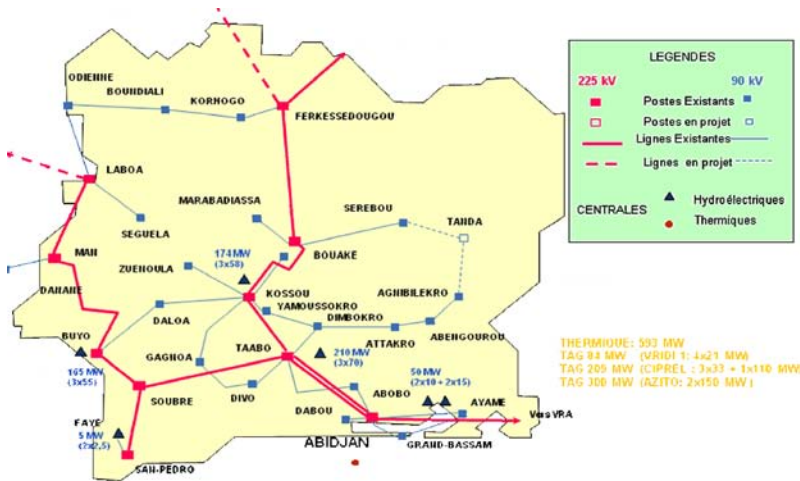 LEGENDES
225 kV
90 kV
Postes Existants
Postes en projet
Lignes Existantes
Lignes en projet
CENTRALES
Hydroélectriques
Thermiques
ODIENNE
BOUNDIALI
KORHOGO
FERKESSEDOUGOU
LABOA
MARABADIASSA
SEREBOU
TANDA
SEGUELA
MAN
ZUENOULA
174 MW
(3x58)
BOUAKE
DANANE
KOSSOU
YAMOUSSOKRO
AGNIBILEKRO
DALOA
DIMBOKRO
ATTAKRO
ABENGOUROU
BUYO
165 MW
(3x55)
GAGNOA
TAABO
210 MW
(3x70)
50 MW
(2x10 + 2x15)
SOUBRE
DIVO
ABOBO
AYAME
DABOU
Vers VRA
FAYE
5 MW
(2x2,5)
SAN-PEDRO
ABIDJAN
GRAND-BASSAM
THERMIQUE: 593 MW
TAG 84 MW (VRIDI 1: 4x21 MW)
TAG 205 MW (CIPREL : 3x33 + 1x110 MW
TAG 300 MW (AZITO: 2x150 MW )